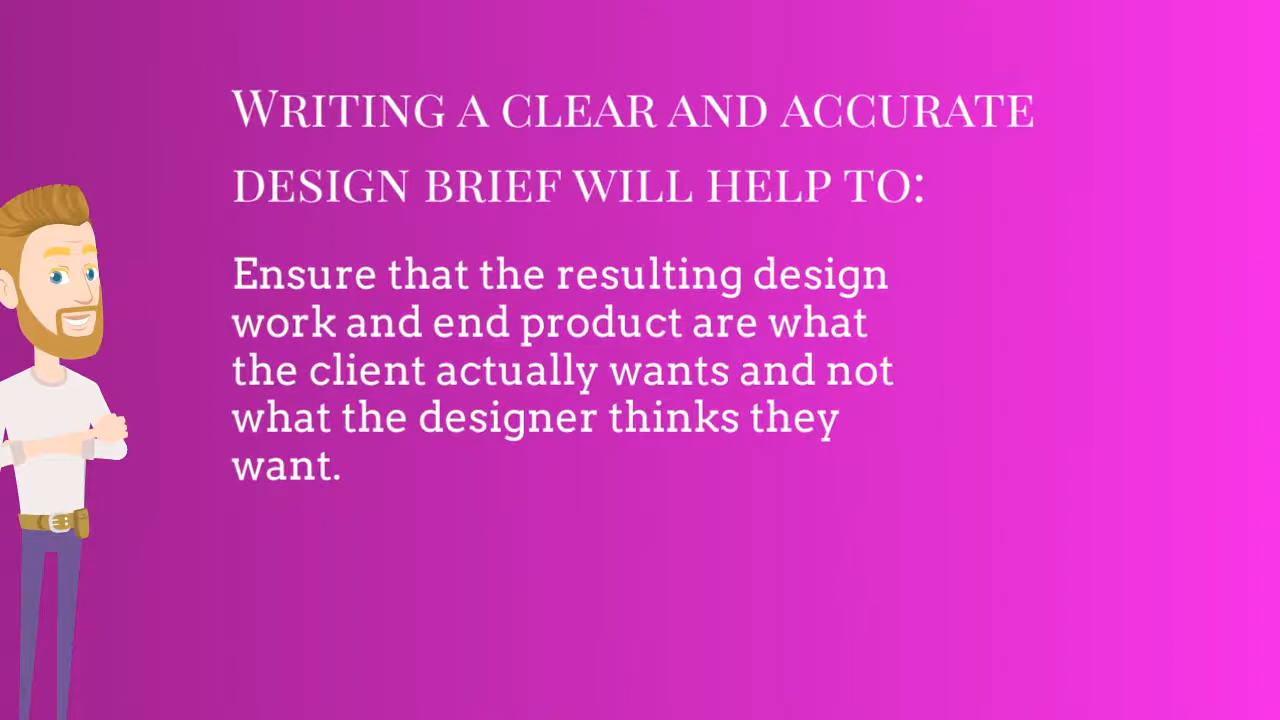 Writing a clear and accurate
design brief will help to:
Ensure that the resulting design
work and end product are what
the client actually wants and not
what the designer thinks they
want.